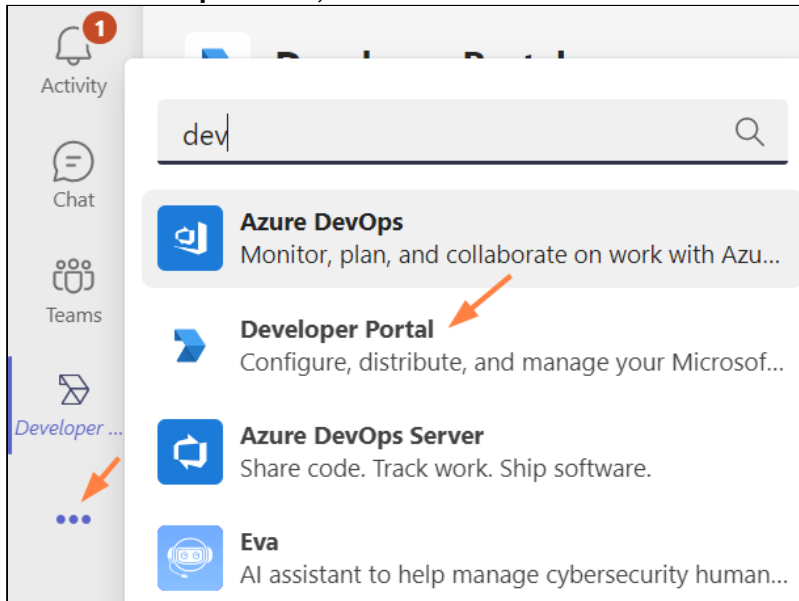 1
Activity
dev
Azure DevOps
Monitor, plan, and collaborate on work with Azu...
Chat
Developer Portal
Configure, distribute, and manage your Microsof...
Teams
Azure DevOps Server
Share code. Track work. Ship software.
Developer ...
Eva
AI assistant to help manage cybersecurity human...